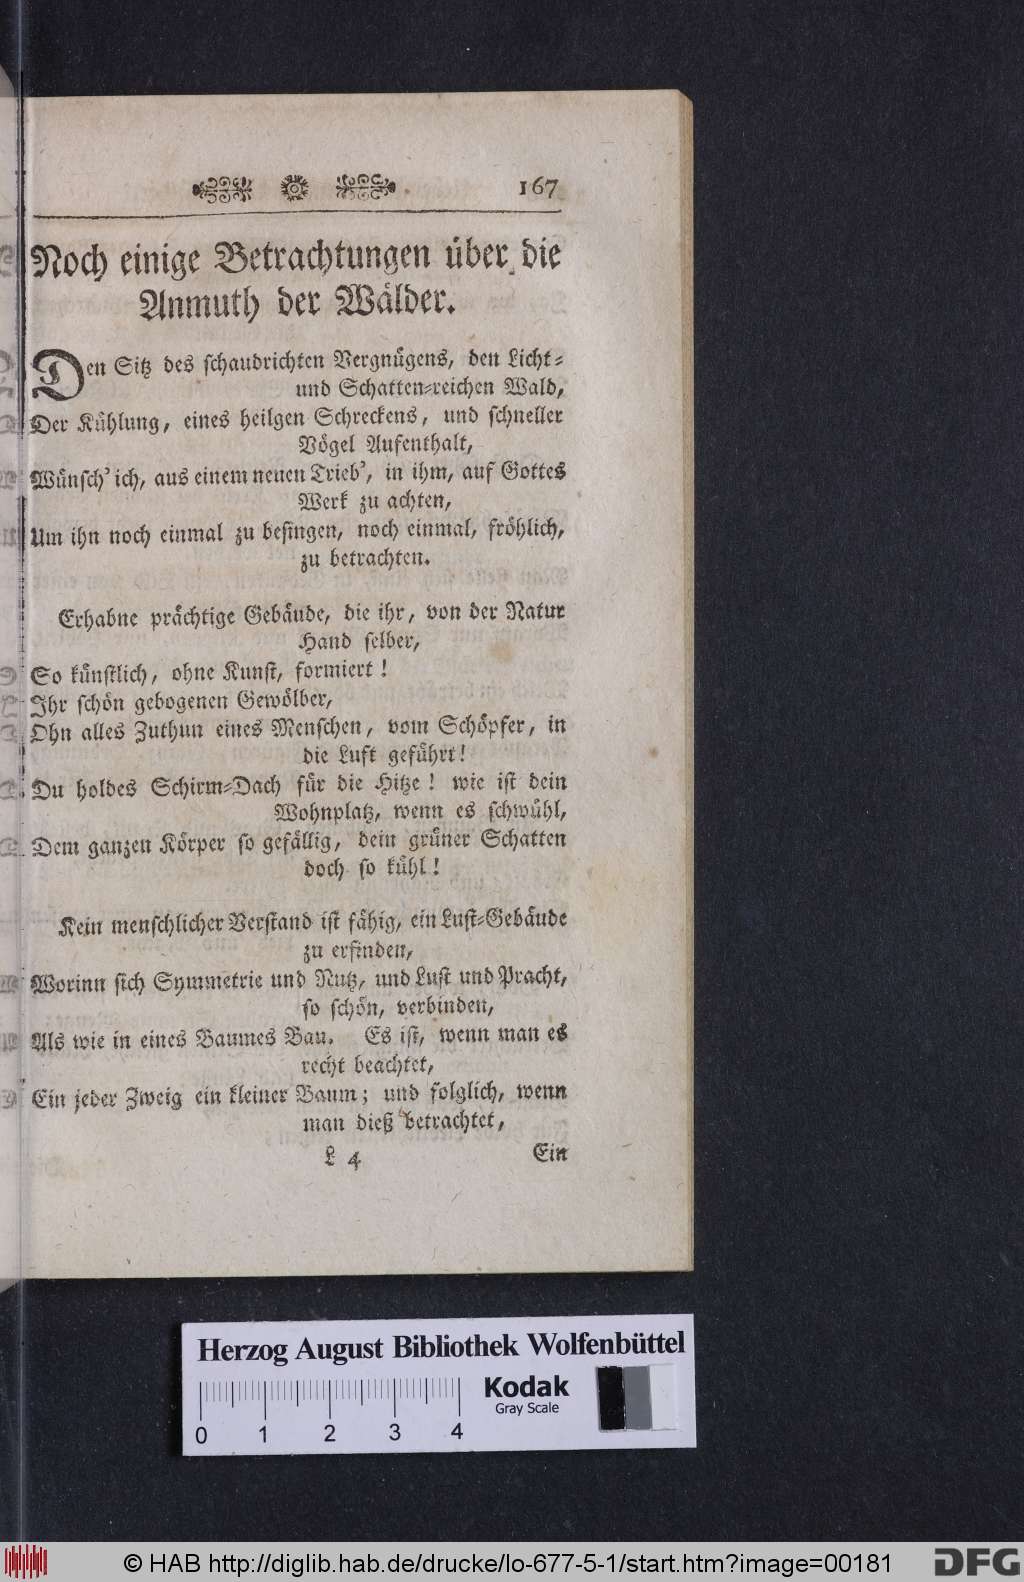 167
Noch einige Betrachtungen über die
Anmuth der Wälder.
Den Sitz des schaudrichten Vergnügens, den Licht-
und Schatten-reichen Wald,
Der Kühlung, eines heilgen Schreckens, und schneller
Vögel Aufenthalt,
Wünsch' ich, aus einem neuen Trieb', in ihm, auf Gottes
Werk zu achten,
Um ihn noch einmal zu besingen, noch einmal, fröhlich,
zu betrachten.
Erhabne prächtige Gebäude, die ihr, von der Natur
Hand selber,
So künstlich, ohne Kunst, formiert!
Ihr schön gebogenen Gewölber,
Ohn alles Zuthun eines Menschen, vom Schöpfer, in
die Luft geführt!
Du holdes Schirm-Dach für die Hitze! wie ist dein
Wohnplatz, wenn es schwühl,
Dem ganzen Körper so gefällig, dein grüner Schatten
doch so kühl!
Kein menschlicher Verstand ist fähig, ein Lust-Gebäude
zu erfinden,
Worinn sich Symmetrie und Nutz, und Lust und Pracht,
so schön, verbinden,
Als wie in eines Baumes Bau. Es ist, wenn man es
recht beachtet,
Ein jeder Zweig ein kleiner Baum; und folglich, wenn
man dieß betrachtet,
L 4 Ein
Herzog August Bibliothek Wolfenbüttel
Kodak
Gray Scale
0 1 2 3 4
© HAB http://diglib.hab.de/drucke/lo-677-5-1/start.htm?image=00181
DFG